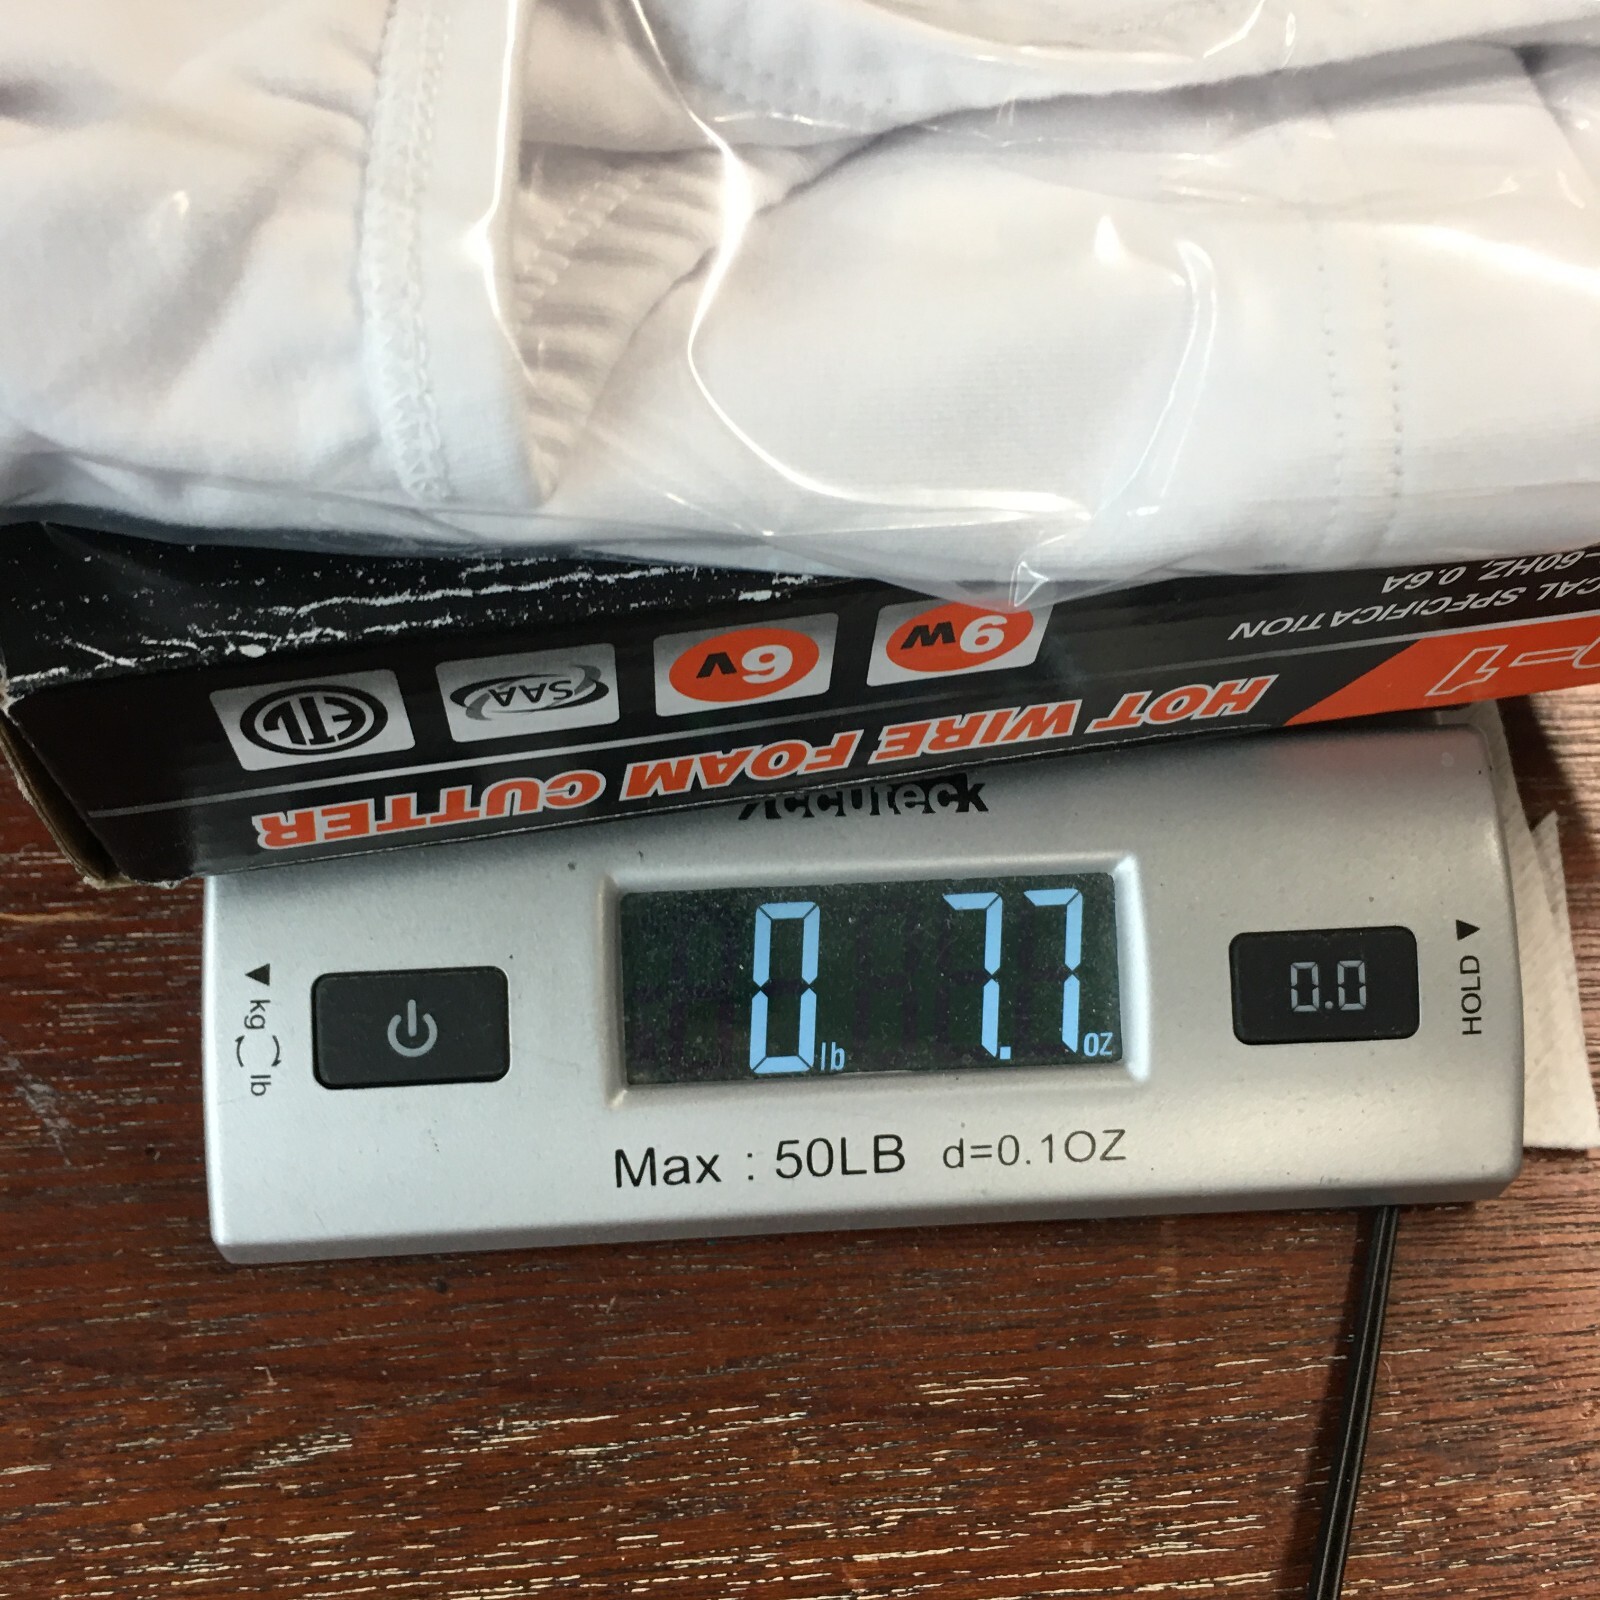 -60HZ, 0.6A
CAL SPECIFICATION
-1
9w
6v
SAA
ETL
HOT WIRE FOAM CUTTER
Accuteck
0 lb 7.7 oz
kg lb
0.0
HOLD
Max : 50LB d=0.1OZ